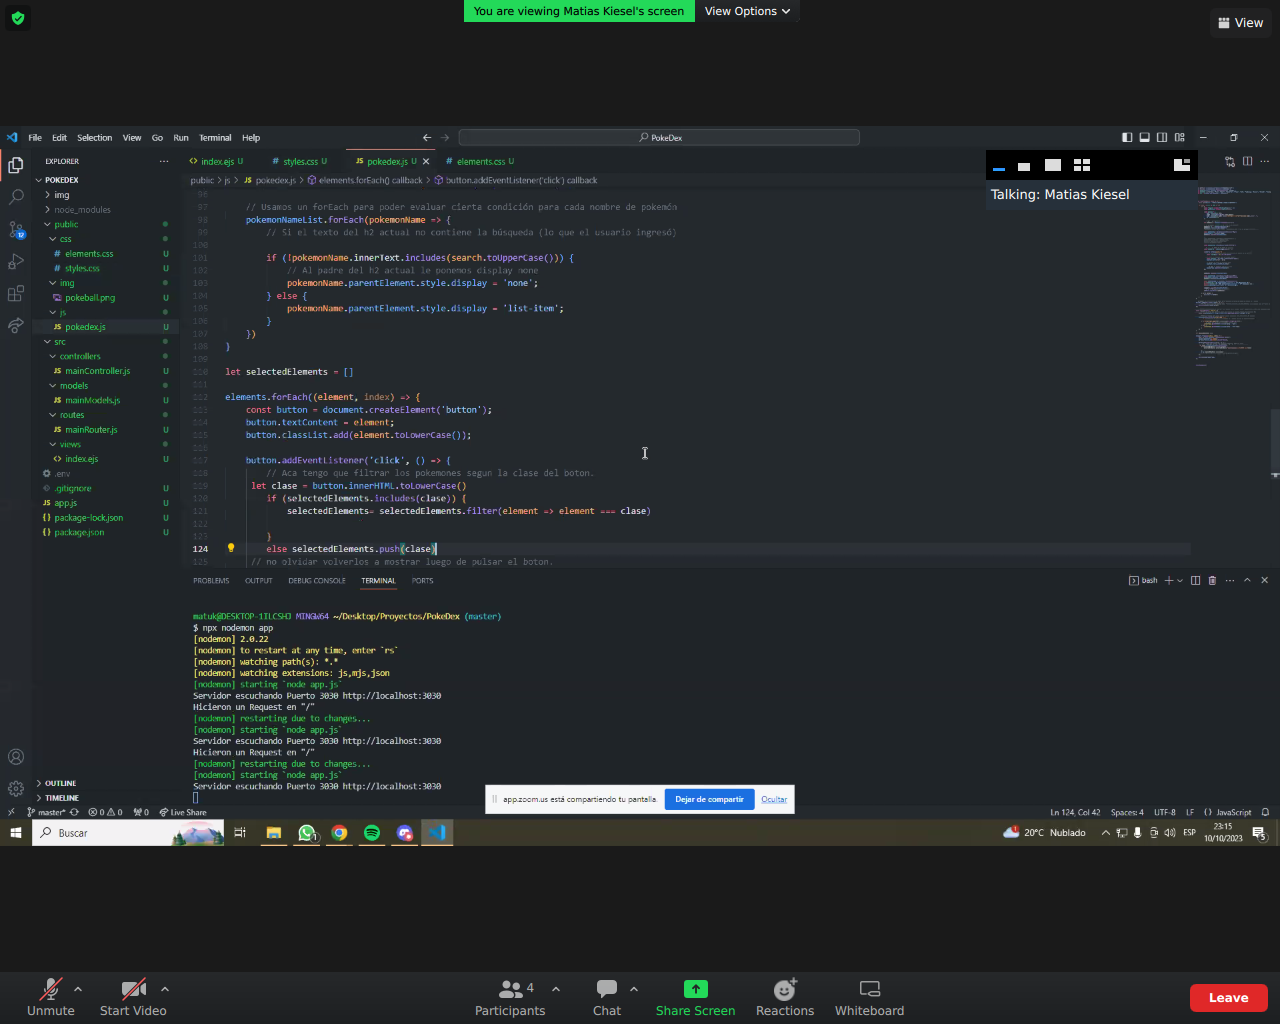 You are viewing Matias Kiesel's screen
View Options
View
File Edit Selection View Go Run Terminal Help
PokeDex
EXPLORER
index.ejs U
styles.css U
pokedex.js U
elements.css U
Talking: Matias Kiesel
public > js > JS pokedex.js > elements.forEach() callback > button.addEventListener('click') callback
POKEDEX
img
node_modules
public
css
elements.css U
styles.css U
img
pokeball.png U
js
JS pokedex.js U
src
controllers
JS mainController.js U
models
JS mainModels.js U
routes
JS mainRouter.js U
views
index.ejs U
.env
.gitignore U
JS app.js U
package-lock.json U
package.json U
OUTLINE
TIMELINE
96
97 // Usamos un forEach para poder evaluar cierta condición para cada nombre de pokemón
98 pokemonNameList.forEach(pokemonName => {
99 // Si el texto del h2 actual no contiene la búsqueda (lo que el usuario ingresó)
100
101 if (!pokemonName.innerText.includes(search.toUpperCase())) {
102 // Al padre del h2 actual le ponemos display none
103 pokemonName.parentElement.style.display = 'none';
104 } else {
105 pokemonName.parentElement.style.display = 'list-item';
106 }
107 })
108 }
109
110 let selectedElements = []
111
112 elements.forEach((element, index) => {
113 const button = document.createElement('button');
114 button.textContent = element;
115 button.classList.add(element.toLowerCase());
116
117 button.addEventListener('click', () => {
118 // Aca tengo que filtrar los pokemones segun la clase del boton.
119 let clase = button.innerHTML.toLowerCase()
120 if (selectedElements.includes(clase)) {
121 selectedElements= selectedElements.filter(element => element === clase)
122
123 }
124 else selectedElements.push(clase)
125 // no olvidar volverlos a mostrar luego de pulsar el boton.
PROBLEMS OUTPUT DEBUG CONSOLE TERMINAL PORTS
bash
matuk@DESKTOP-1ILCSHJ MINGW64 ~/Desktop/Proyectos/PokeDex (master)
$ npx nodemon app
[nodemon] 2.0.22
[nodemon] to restart at any time, enter `rs`
[nodemon] watching path(s): *.*
[nodemon] watching extensions: js,mjs,json
[nodemon] starting `node app.js`
Servidor escuchando Puerto 3030 http://localhost:3030
Hicieron un Request en "/"
[nodemon] restarting due to changes...
[nodemon] starting `node app.js`
Servidor escuchando Puerto 3030 http://localhost:3030
Hicieron un Request en "/"
[nodemon] restarting due to changes...
[nodemon] starting `node app.js`
Servidor escuchando Puerto 3030 http://localhost:3030
app.zoom.us está compartiendo tu pantalla.
Dejar de compartir
Ocultar
master* 0 0 0 Live Share
Ln 124, Col 42 Spaces: 4 UTF-8 LF {} JavaScript
Buscar
1
20°C Nublado
ESP
23:15
10/10/2023
5
Unmute
Start Video
4
Participants
Chat
Share Screen
Reactions
Whiteboard
Leave